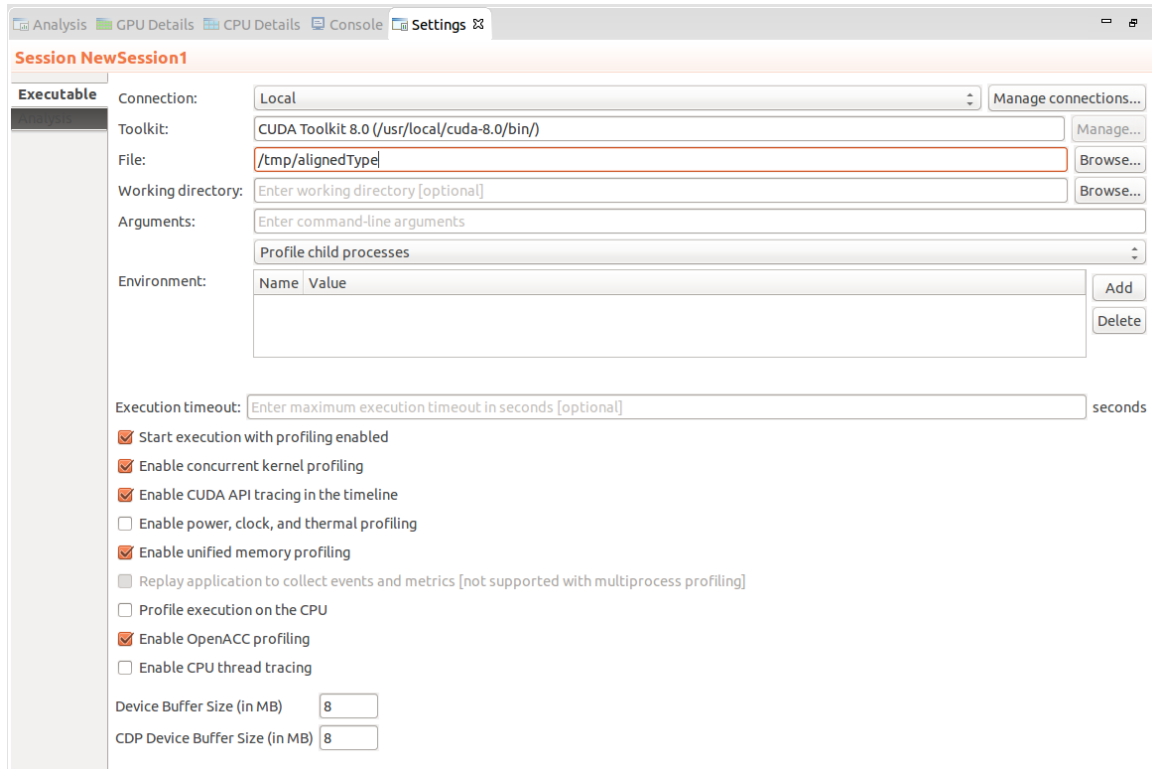 Analysis GPU Details CPU Details Console Settings
Session NewSession1
Executable
Analysis
Connection: Local Manage connections...
Toolkit: CUDA Toolkit 8.0 (/usr/local/cuda-8.0/bin/) Manage...
File: /tmp/alignedType Browse...
Working directory: Enter working directory [optional] Browse...
Arguments: Enter command-line arguments
Profile child processes
Environment: Name Value Add
Delete
Execution timeout: Enter maximum execution timeout in seconds [optional] seconds
Start execution with profiling enabled
Enable concurrent kernel profiling
Enable CUDA API tracing in the timeline
Enable power, clock, and thermal profiling
Enable unified memory profiling
Replay application to collect events and metrics [not supported with multiprocess profiling]
Profile execution on the CPU
Enable OpenACC profiling
Enable CPU thread tracing
Device Buffer Size (in MB) 8
CDP Device Buffer Size (in MB) 8